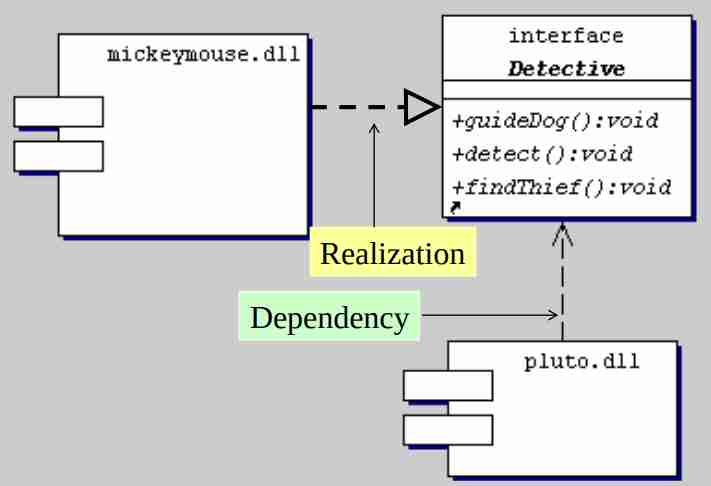 mickeymouse.dll
interface
Detective
+guideDog():void
+detect():void
+findThief():void
Realization
Dependency
pluto.dll